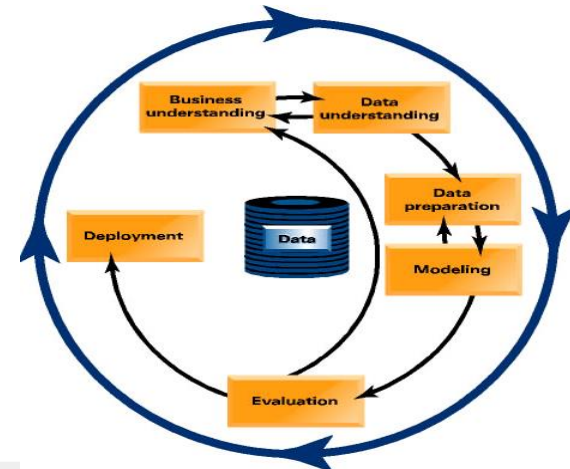 Business
understanding
Data
understanding
Data
preparation
Deployment
Data
Modeling
Evaluation